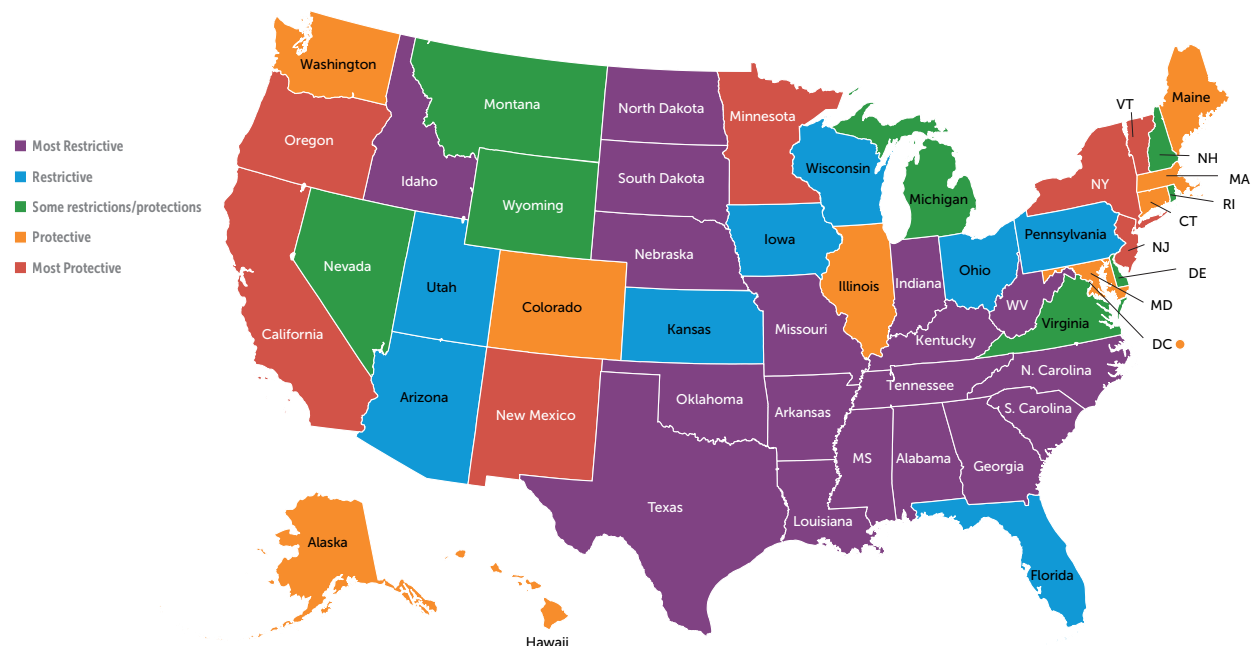 Most Restrictive
Restrictive
Some restrictions/protections
Protective
Most Protective
Washington
Oregon
California
Idaho
Nevada
Montana
Wyoming
Utah
Arizona
Colorado
New Mexico
North Dakota
South Dakota
Nebraska
Kansas
Oklahoma
Texas
Minnesota
Iowa
Missouri
Arkansas
Louisiana
Wisconsin
Illinois
Michigan
Indiana
Ohio
Kentucky
Tennessee
MS
Alabama
Georgia
Florida
S. Carolina
N. Carolina
Virginia
WV
Pennsylvania
NY
VT
Maine
NH
MA
RI
CT
NJ
DE
MD
DC
Alaska
Hawaii